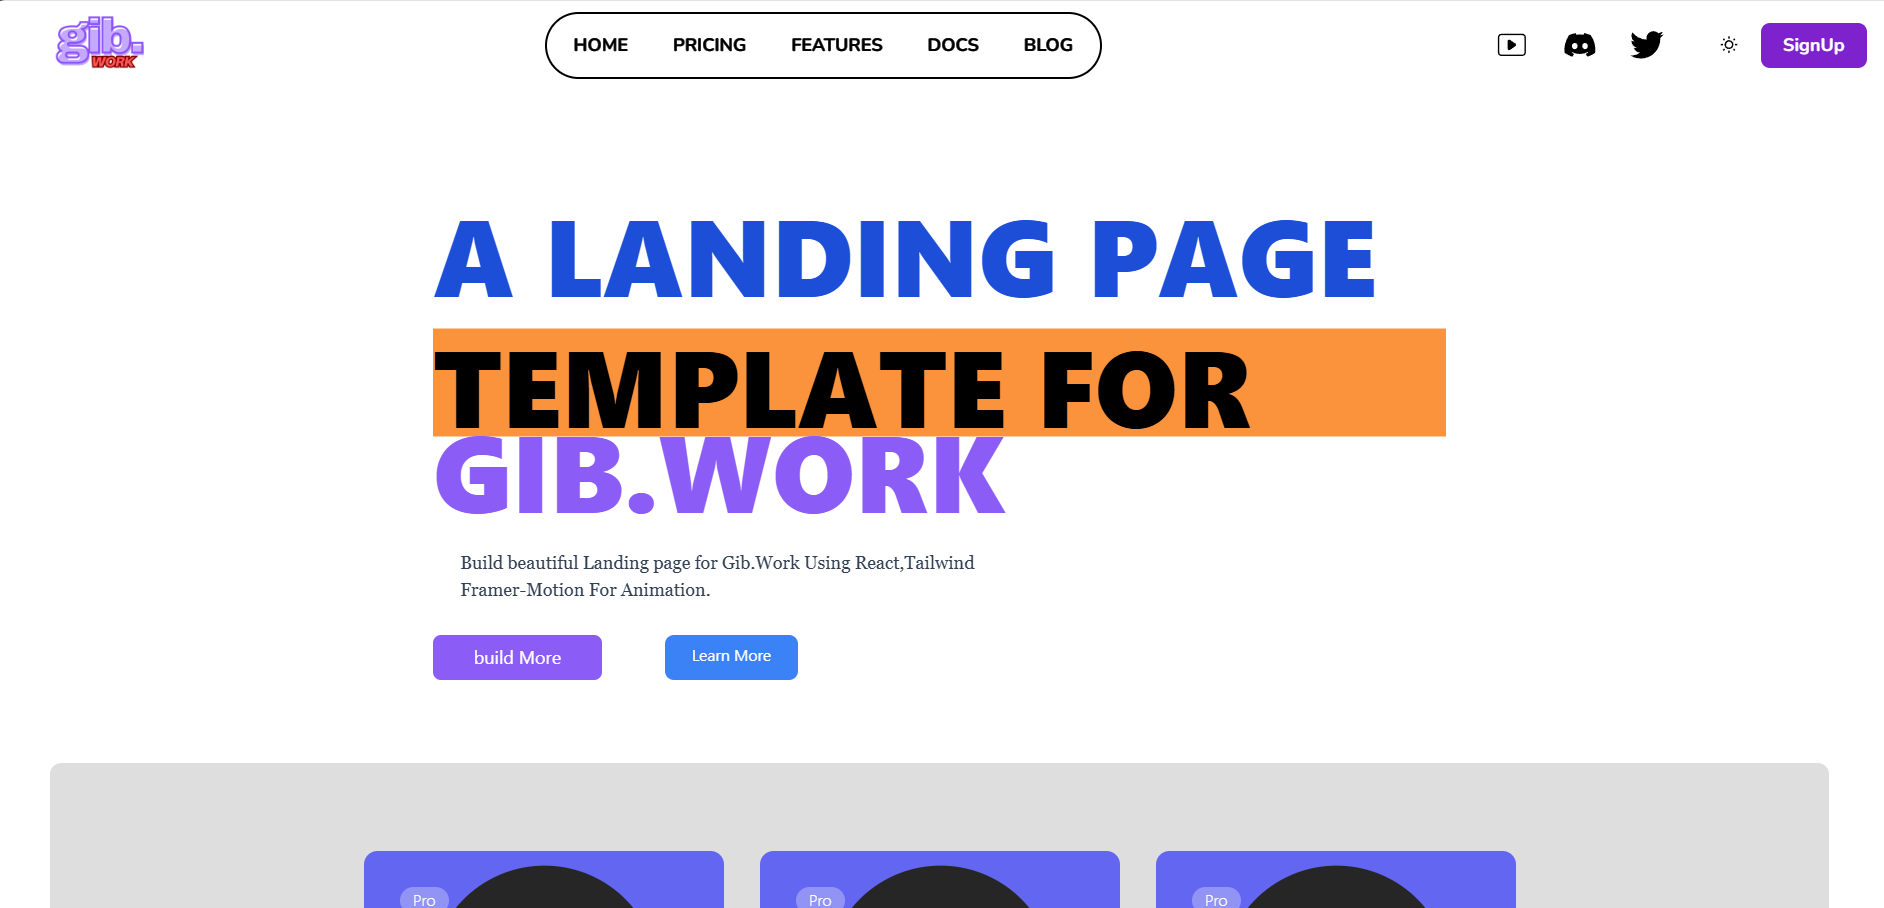 gib.
WORK
HOME PRICING FEATURES DOCS BLOG
SignUp
A LANDING PAGE
TEMPLATE FOR
GIB.WORK
Build beautiful Landing page for Gib.Work Using React,Tailwind
Framer-Motion For Animation.
build More Learn More
Pro Pro Pro